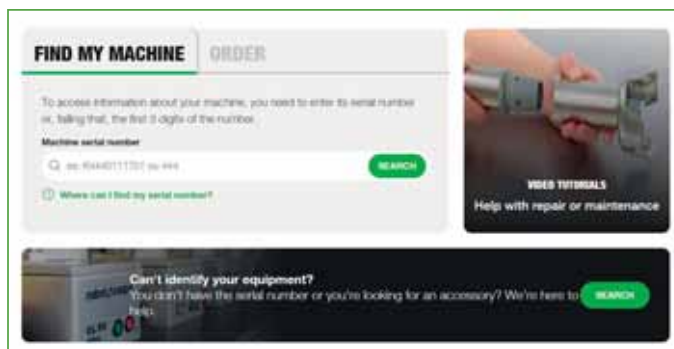 FIND MY MACHINE
ORDER
To access information about your machine, you need to enter its serial number
or, failing that, the first 3 digits of the number.
Machine serial number
SEARCH
Where can I find my serial number?
VIDEO TUTORIALS
Help with repair or maintenance
Can't identify your equipment?
You don't have the serial number or you're looking for an accessory? We're here to
help.
SEARCH